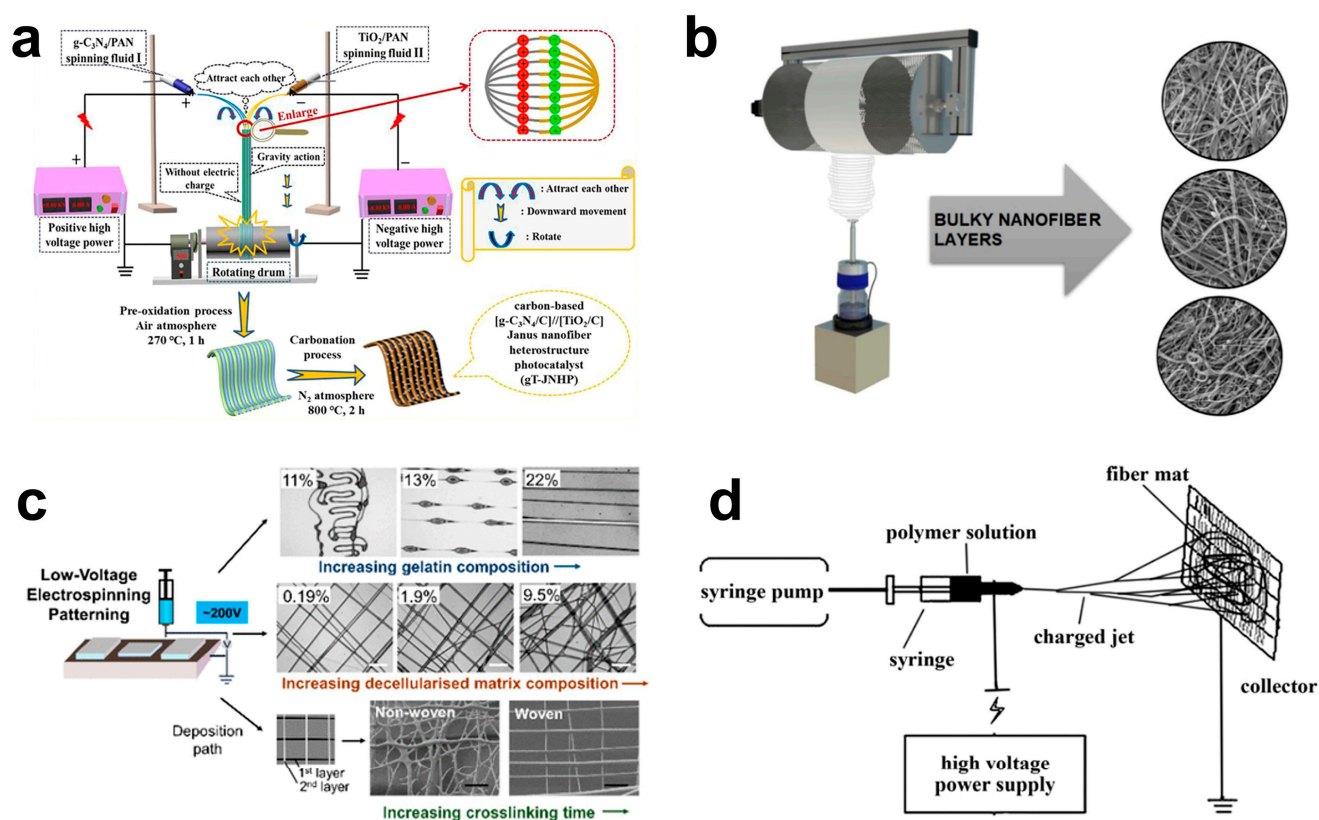 a
g-C₃N₄/PAN
spinning fluid I
TiO₂/PAN
spinning fluid II
Attract each other
+
−
Enlarge
+
−
Without electric
charge
Gravity action
Positive high
voltage power
Negative high
voltage power
Rotating drum
: Attract each other
: Downward movement
: Rotate
Pre-oxidation process
Air atmosphere
270 °C, 1 h
Carbonation
process
N₂ atmosphere
800 °C, 2 h
carbon-based
[g-C₃N₄/C]//[TiO₂/C]
Janus nanofiber
heterostructure
photocatalyst
(gT-JNHP)
b
BULKY NANOFIBER
LAYERS
c
Low-Voltage
Electrospinning
Patterning
~200V
V
11%
13%
22%
Increasing gelatin composition
0.19%
1.9%
9.5%
Increasing decellularised matrix composition
Deposition
path
1st layer
2nd layer
Non-woven
Woven
Increasing crosslinking time
d
fiber mat
polymer solution
syringe pump
syringe
charged jet
collector
high voltage
power supply